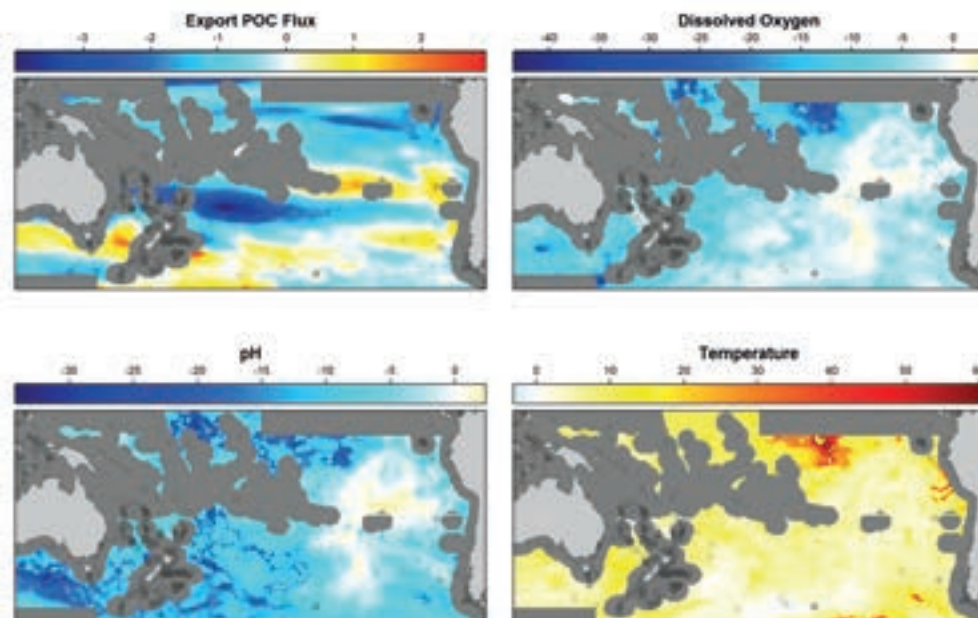 Export POC Flux
-3 -2 -1 0 1 2
Dissolved Oxygen
-40 -35 -30 -25 -20 -15 -10 -5 0
pH
-30 -25 -20 -15 -10 -5 0
Temperature
0 10 20 30 40 50 60